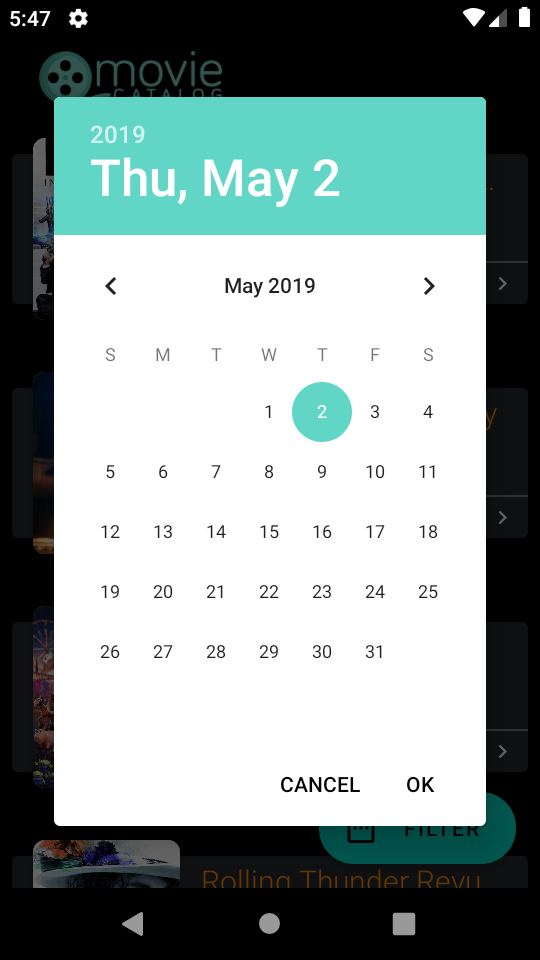 5:47
movie
CATALOG
2019
Thu, May 2
May 2019
S M T W T F S
1 2 3 4
5 6 7 8 9 10 11
12 13 14 15 16 17 18
19 20 21 22 23 24 25
26 27 28 29 30 31
CANCEL OK
FILTER
Rolling Thunder Revu